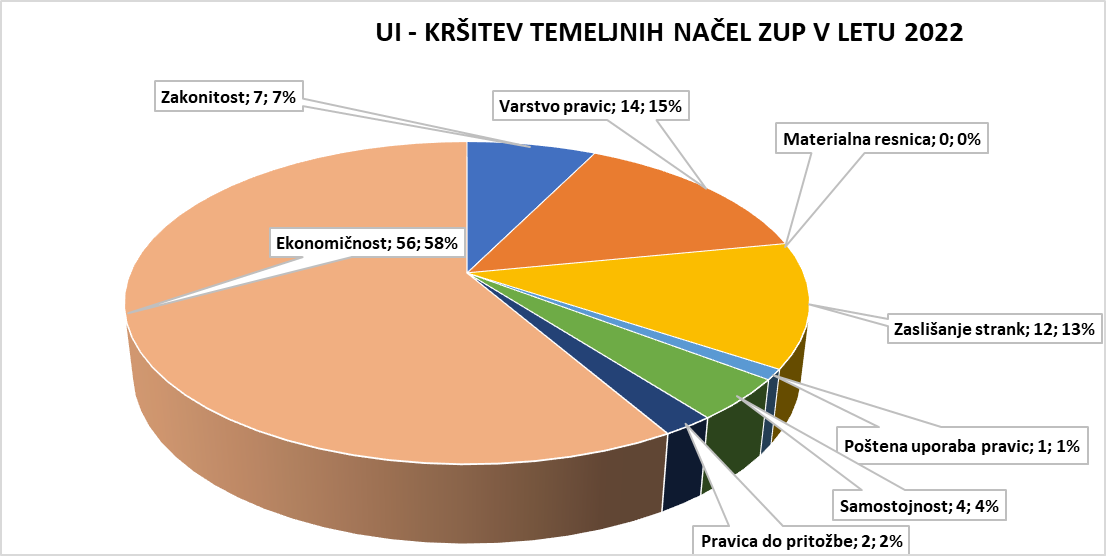 UI - KRŠITEV TEMELJNIH NAČEL ZUP V LETU 2022
Zakonitost; 7; 7%
Varstvo pravic; 14; 15%
Materialna resnica; 0; 0%
Ekonomičnost; 56; 58%
Zaslišanje strank; 12; 13%
Poštena uporaba pravic; 1; 1%
Samostojnost; 4; 4%
Pravica do pritožbe; 2; 2%